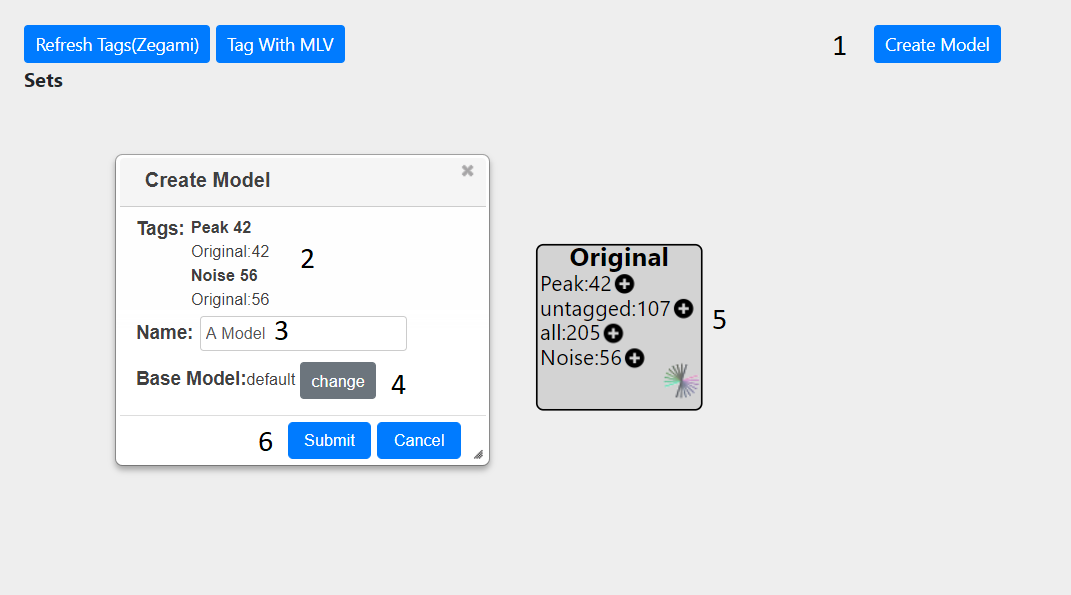 Refresh Tags(Zegami) Tag With MLV 1 Create Model
Sets
Create Model
Tags: Peak 42
Original:42 2
Noise 56
Original:56
Name: A Model 3
Base Model:default change 4
6 Submit Cancel
Original
Peak:42
untagged:107 5
all:205
Noise:56